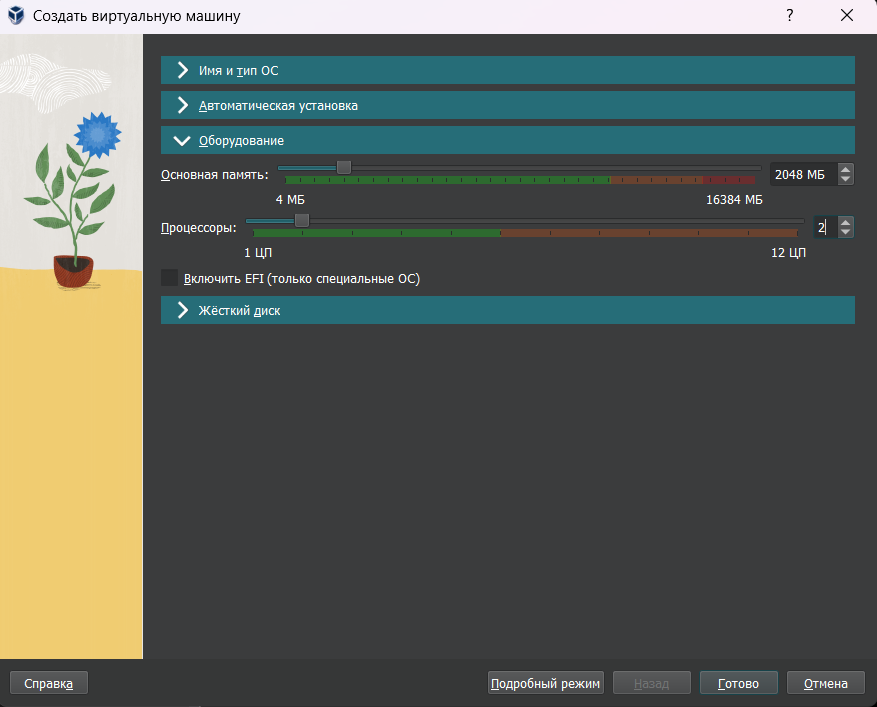 Создать виртуальную машину
?
Имя и тип ОС
Автоматическая установка
Оборудование
Основная память:
2048 МБ
4 МБ
16384 МБ
Процессоры:
2
1 ЦП
12 ЦП
Включить EFI (только специальные ОС)
Жёсткий диск
Справка
Подробный режим
Назад
Готово
Отмена